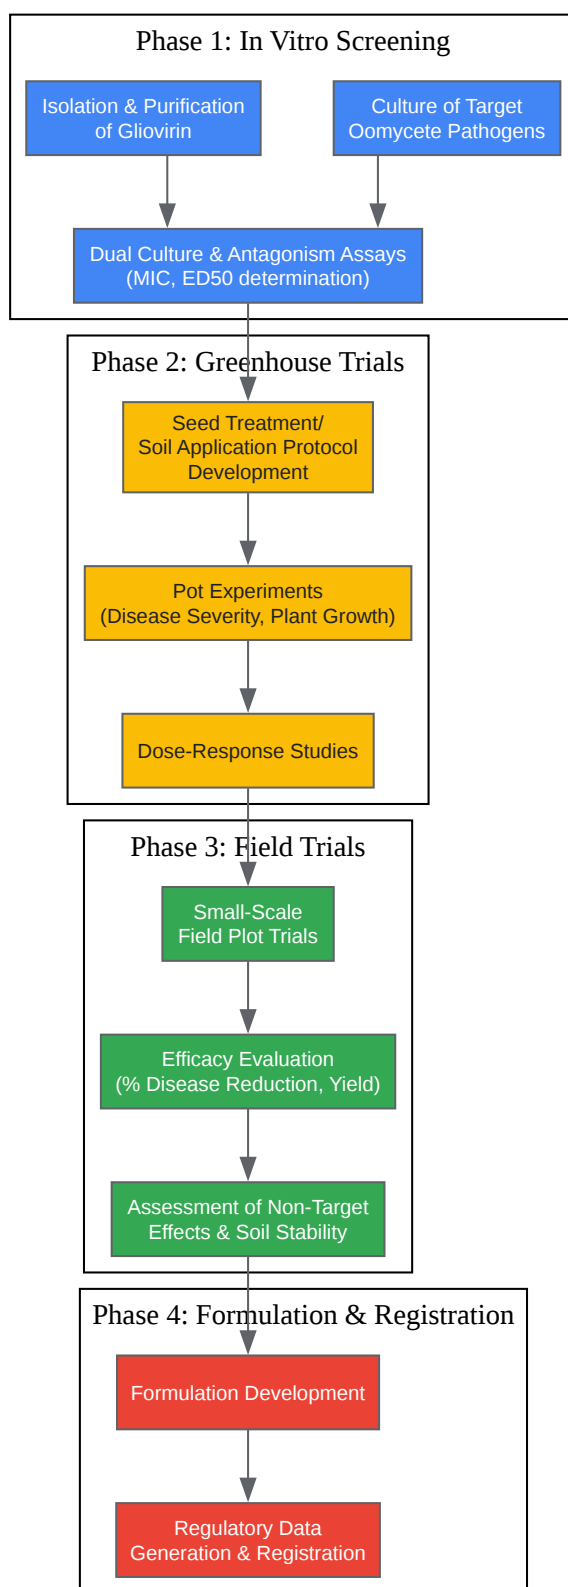 Phase 1: In Vitro Screening
Isolation & Purification
of Gliovirin
Culture of Target
Oomycete Pathogens
Dual Culture & Antagonism Assays
(MIC, ED50 determination)
Phase 2: Greenhouse Trials
Seed Treatment/
Soil Application Protocol
Development
Pot Experiments
(Disease Severity, Plant Growth)
Dose-Response Studies
Phase 3: Field Trials
Small-Scale
Field Plot Trials
Efficacy Evaluation
(% Disease Reduction, Yield)
Assessment of Non-Target
Effects & Soil Stability
Phase 4: Formulation & Registration
Formulation Development
Regulatory Data
Generation & Registration